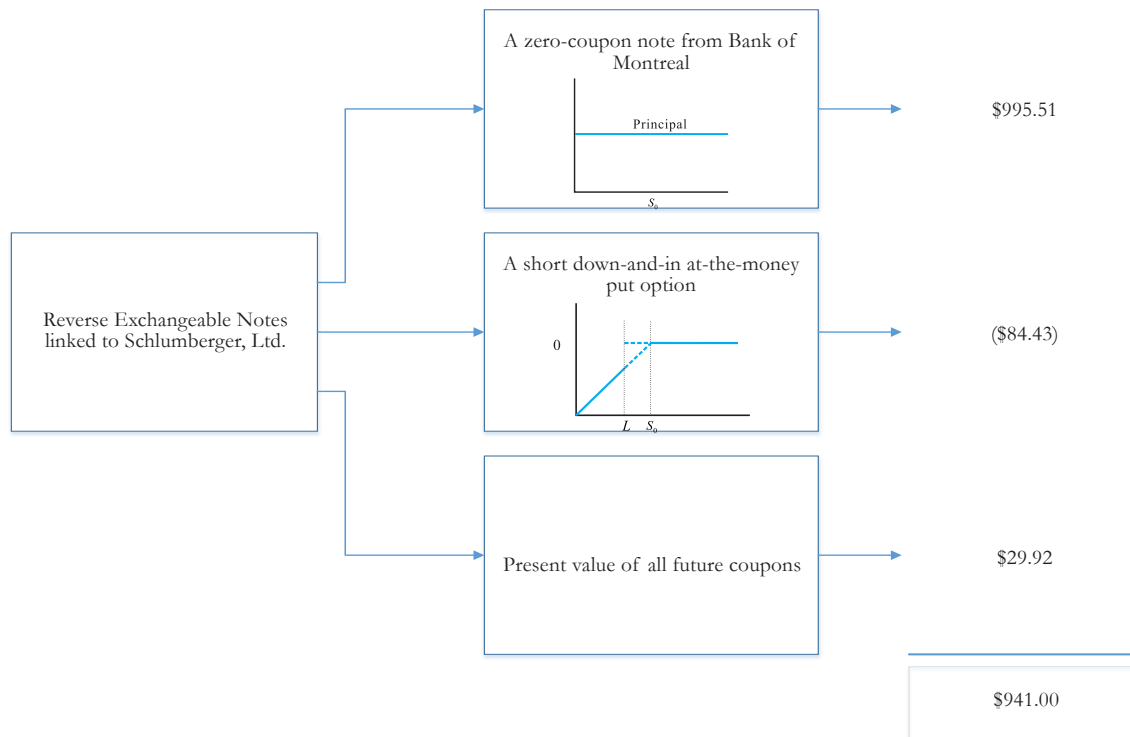 A zero-coupon note from Bank of
Montreal
Principal
S₀
$995.51
Reverse Exchangeable Notes
linked to Schlumberger, Ltd.
A short down-and-in at-the-money
put option
0
L S₀
($84.43)
Present value of all future coupons
$29.92
$941.00